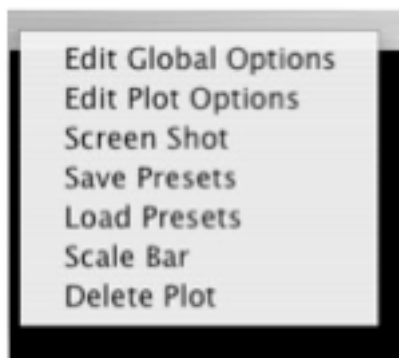 Edit Global Options
Edit Plot Options
Screen Shot
Save Presets
Load Presets
Scale Bar
Delete Plot